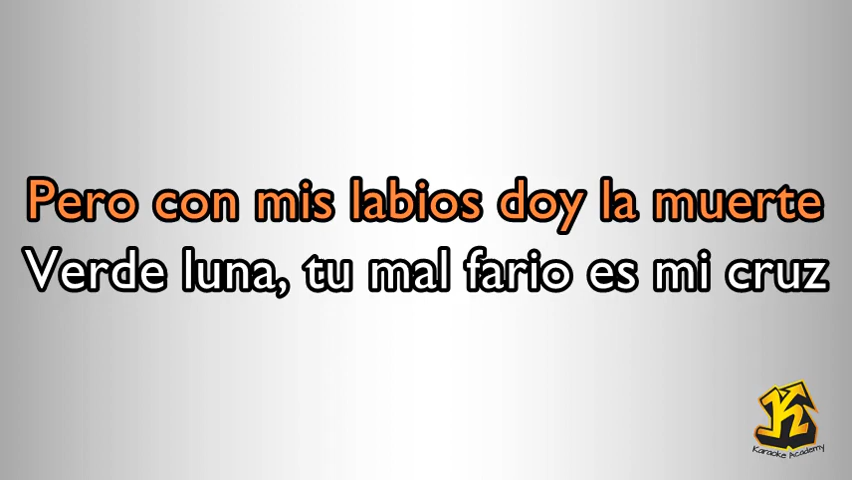 Pero con mis labios doy la muerte
Verde luna, tu mal fario es mi cruz
K
Karaoke Academy